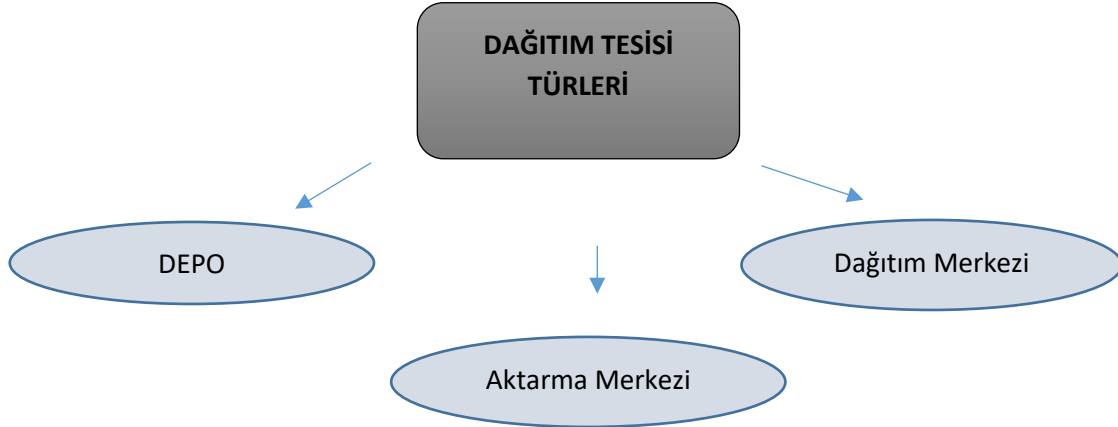 DAĞITIM TESİSİ
TÜRLERİ
DEPO
Dağıtım Merkezi
Aktarma Merkezi